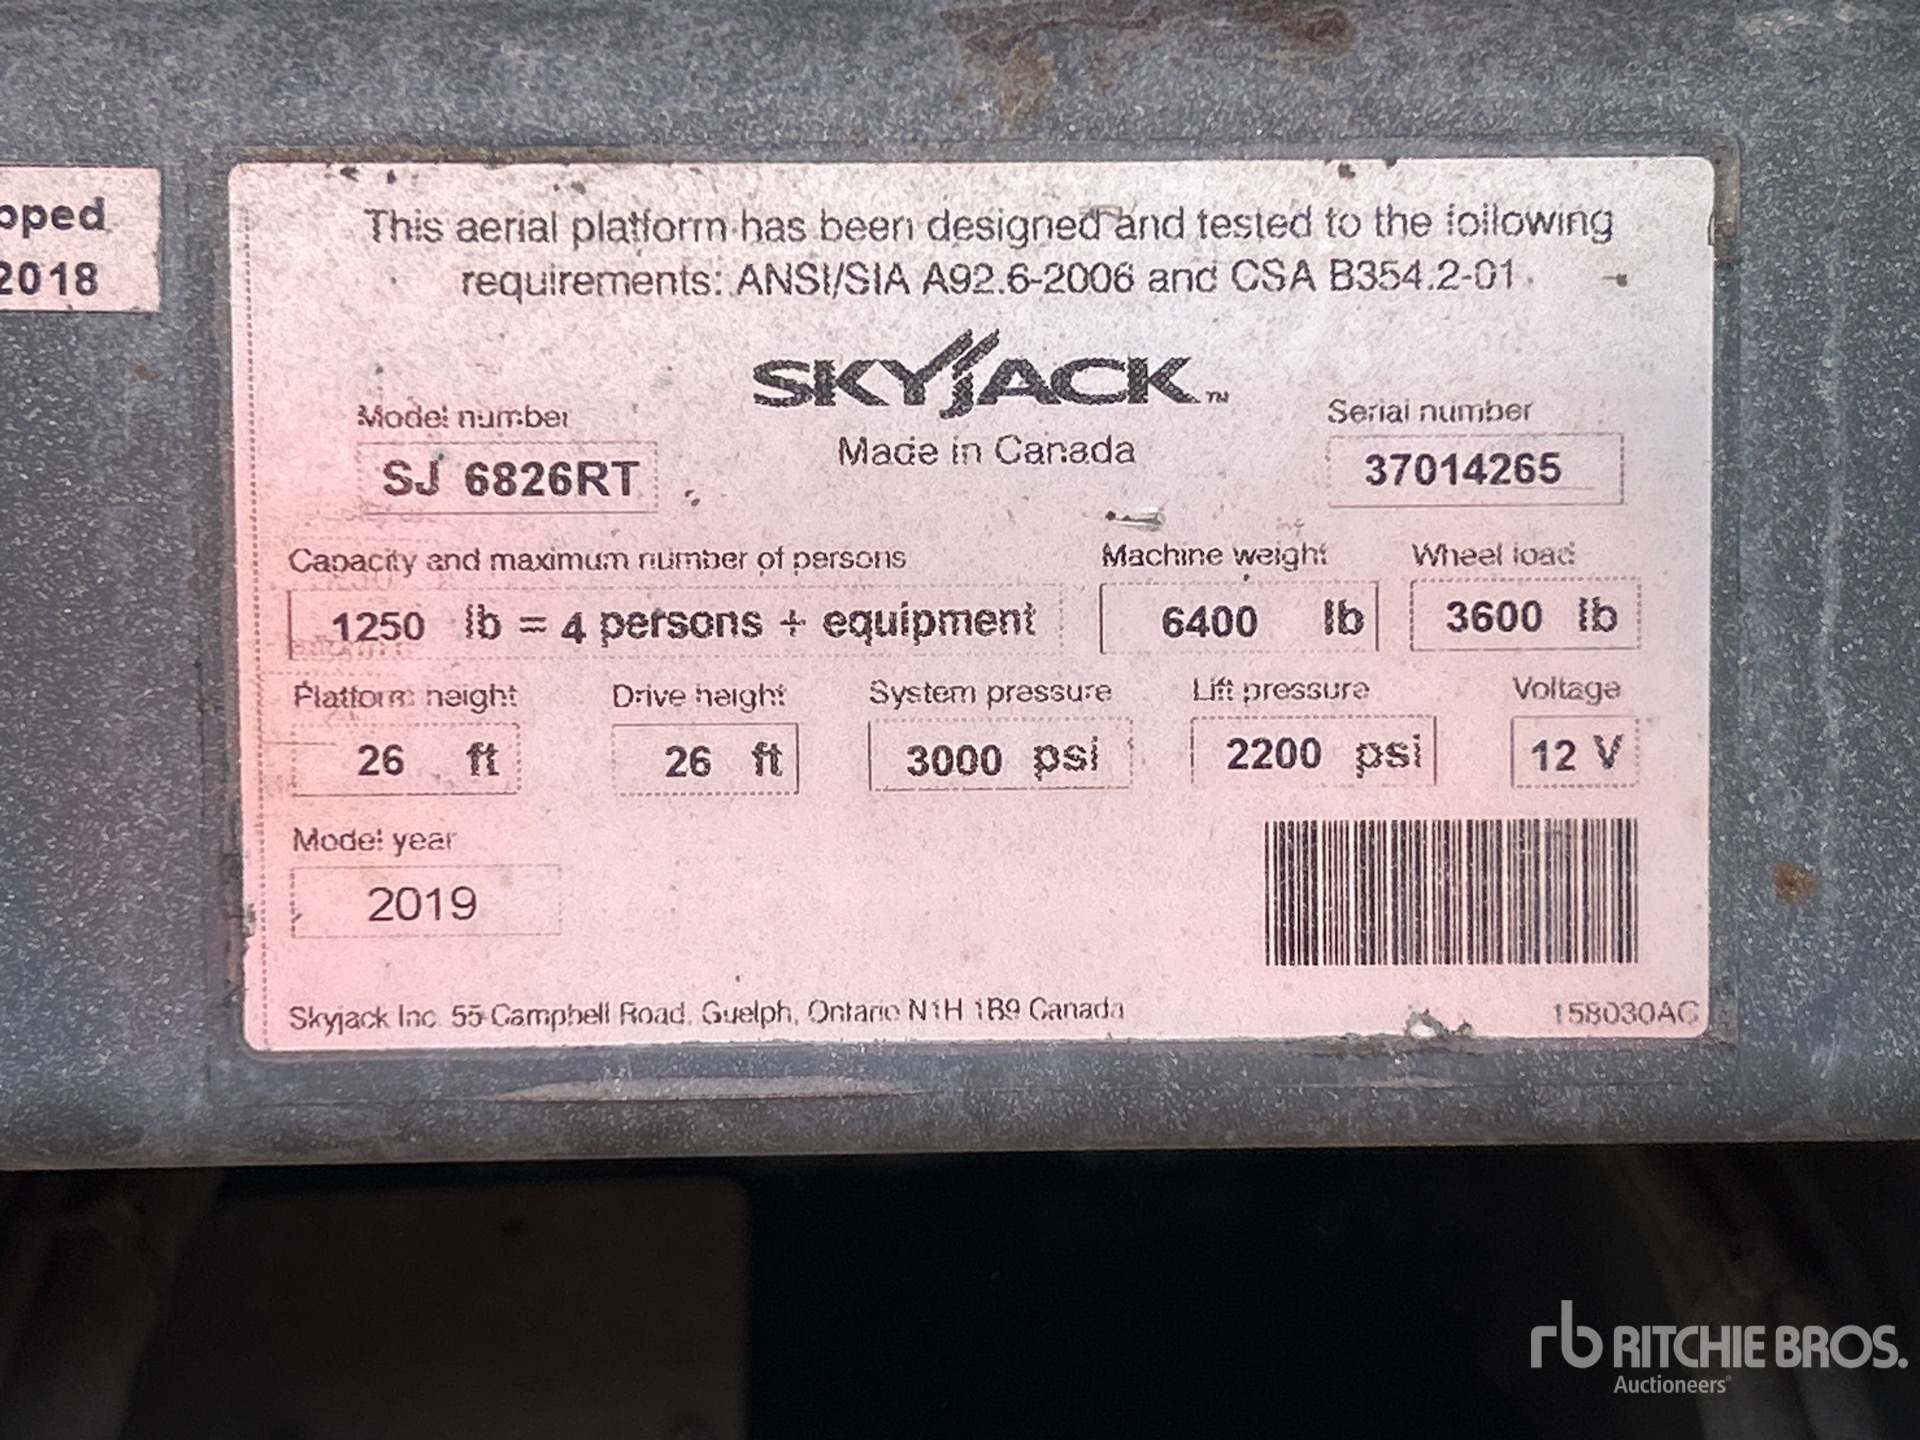 pped
2018
This aerial platform has been designed and tested to the following
requirements: ANSI/SIA A92.6-2006 and CSA B354.2-01
SKYJACK™
Made in Canada
Model number
SJ 6826RT
Serial number
37014265
Capacity and maximum number of persons
1250 lb = 4 persons + equipment
Machine weight
6400 lb
Wheel load
3600 lb
Platform height
26 ft
Drive height
26 ft
System pressure
3000 psi
Lift pressure
2200 psi
Voltage
12 V
Model year
2019
Skyjack Inc 55 Campbell Road, Guelph, Ontario N1H 1B9 Canada
158030AC
rb RITCHIE BROS.
Auctioneers